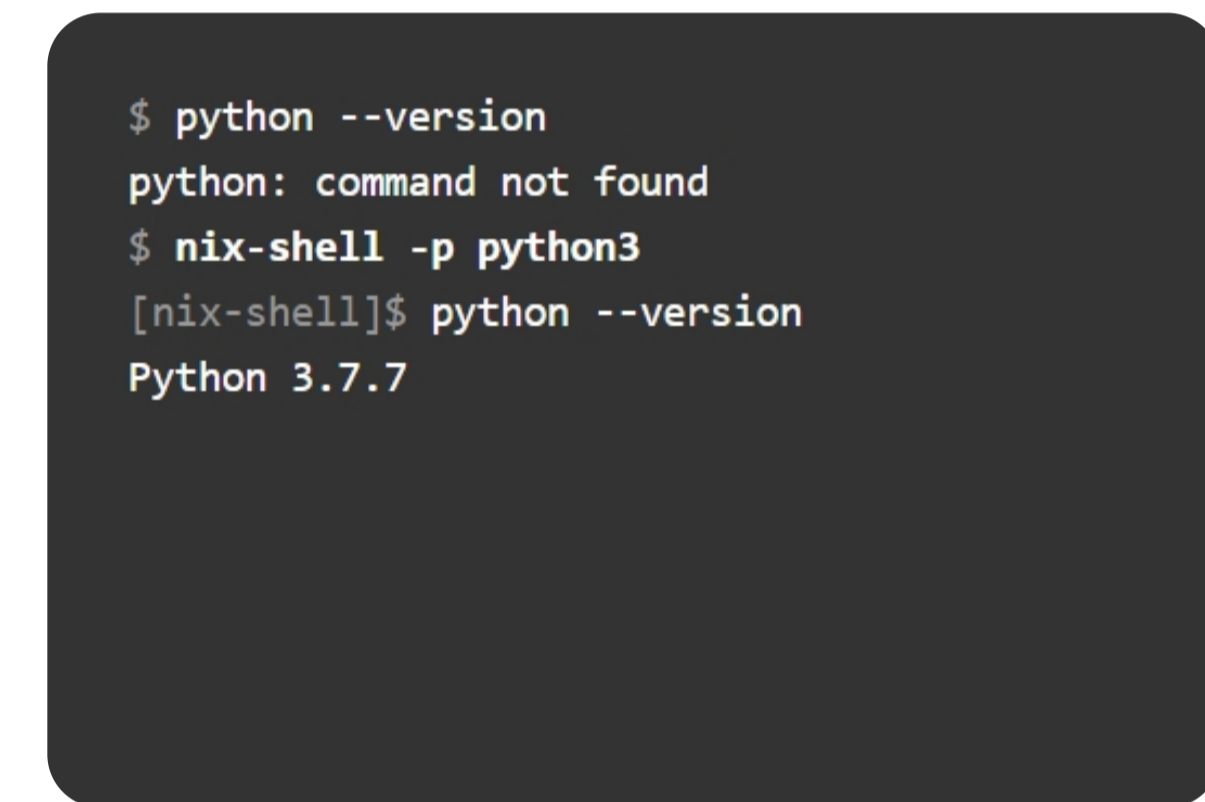 $ python --version
python: command not found
$ nix-shell -p python3
[nix-shell]$ python --version
Python 3.7.7